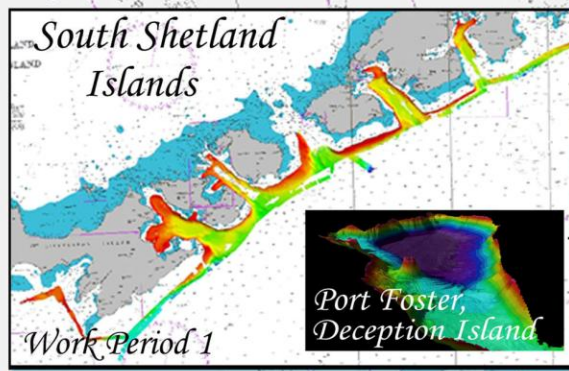 South Shetland
Islands
Port Foster,
Deception Island
Work Period 1